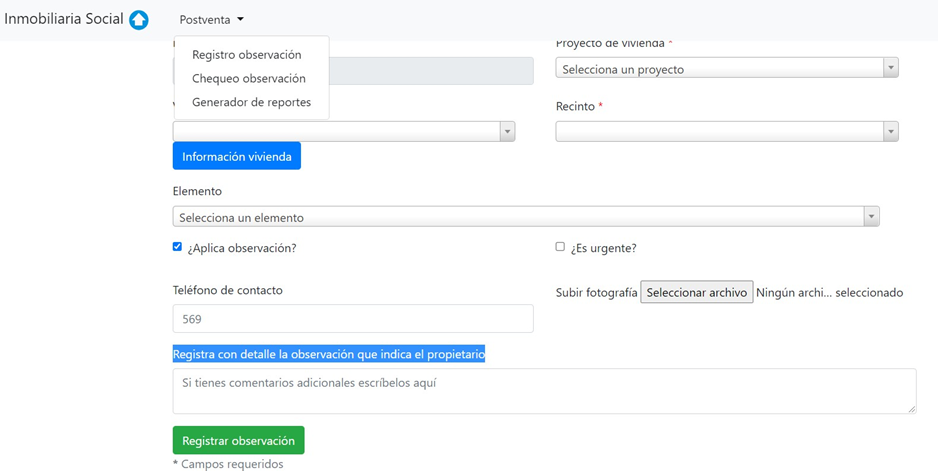 Inmobiliaria Social
Postventa
Registro observación
Chequeo observación
Generador de reportes
Proyecto de vivienda *
Selecciona un proyecto
Recinto *
Información vivienda
Elemento
Selecciona un elemento
¿Aplica observación?
¿Es urgente?
Teléfono de contacto
Subir fotografía Seleccionar archivo Ningún archi... seleccionado
569
Registra con detalle la observación que indica el propietario
Si tienes comentarios adicionales escríbelos aquí
Registrar observación
* Campos requeridos